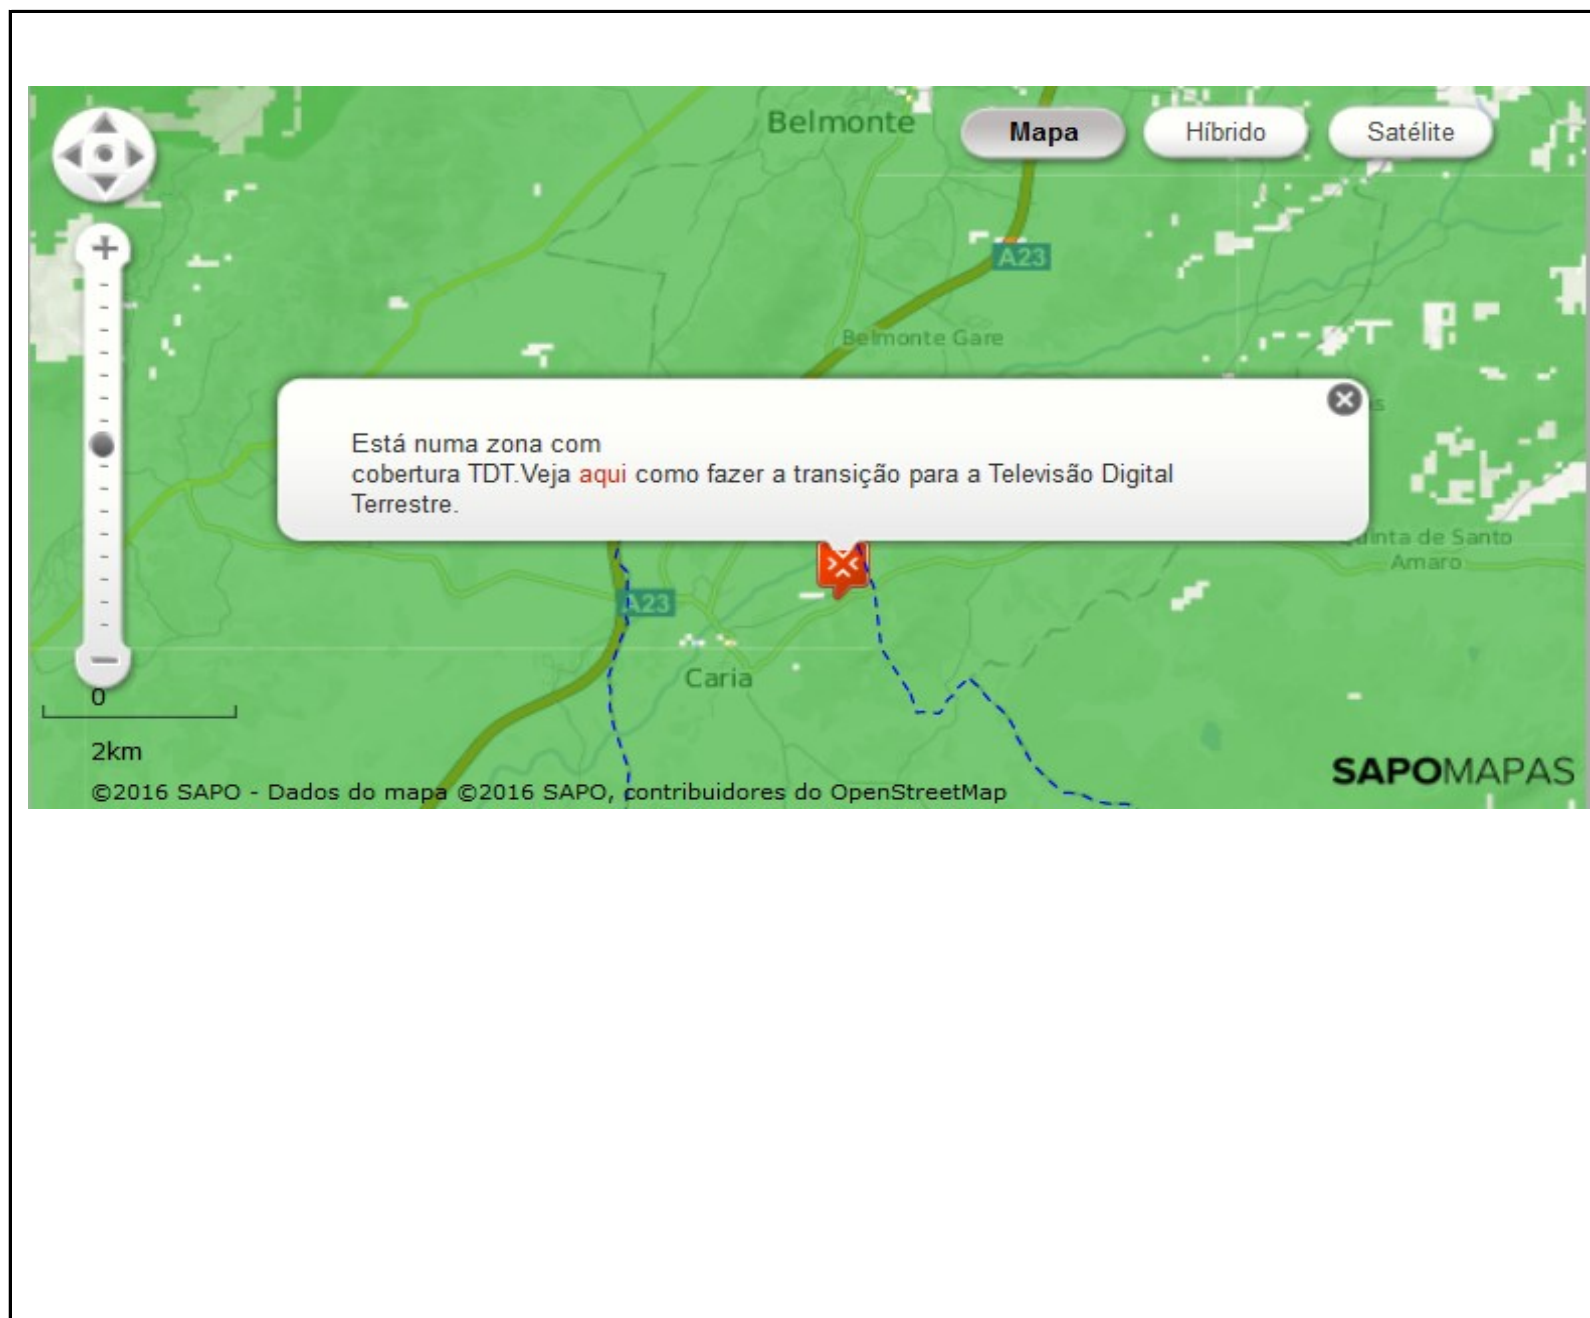 Belmonte
Mapa
Híbrido
Satélite
A23
Belmonte Gare
Está numa zona com
cobertura TDT.Veja aqui como fazer a transição para a Televisão Digital
Terrestre.
Quinta de Santo
Amaro
A23
Caria
0
2km
SAPOMAPAS
©2016 SAPO - Dados do mapa ©2016 SAPO, contribuidores do OpenStreetMap